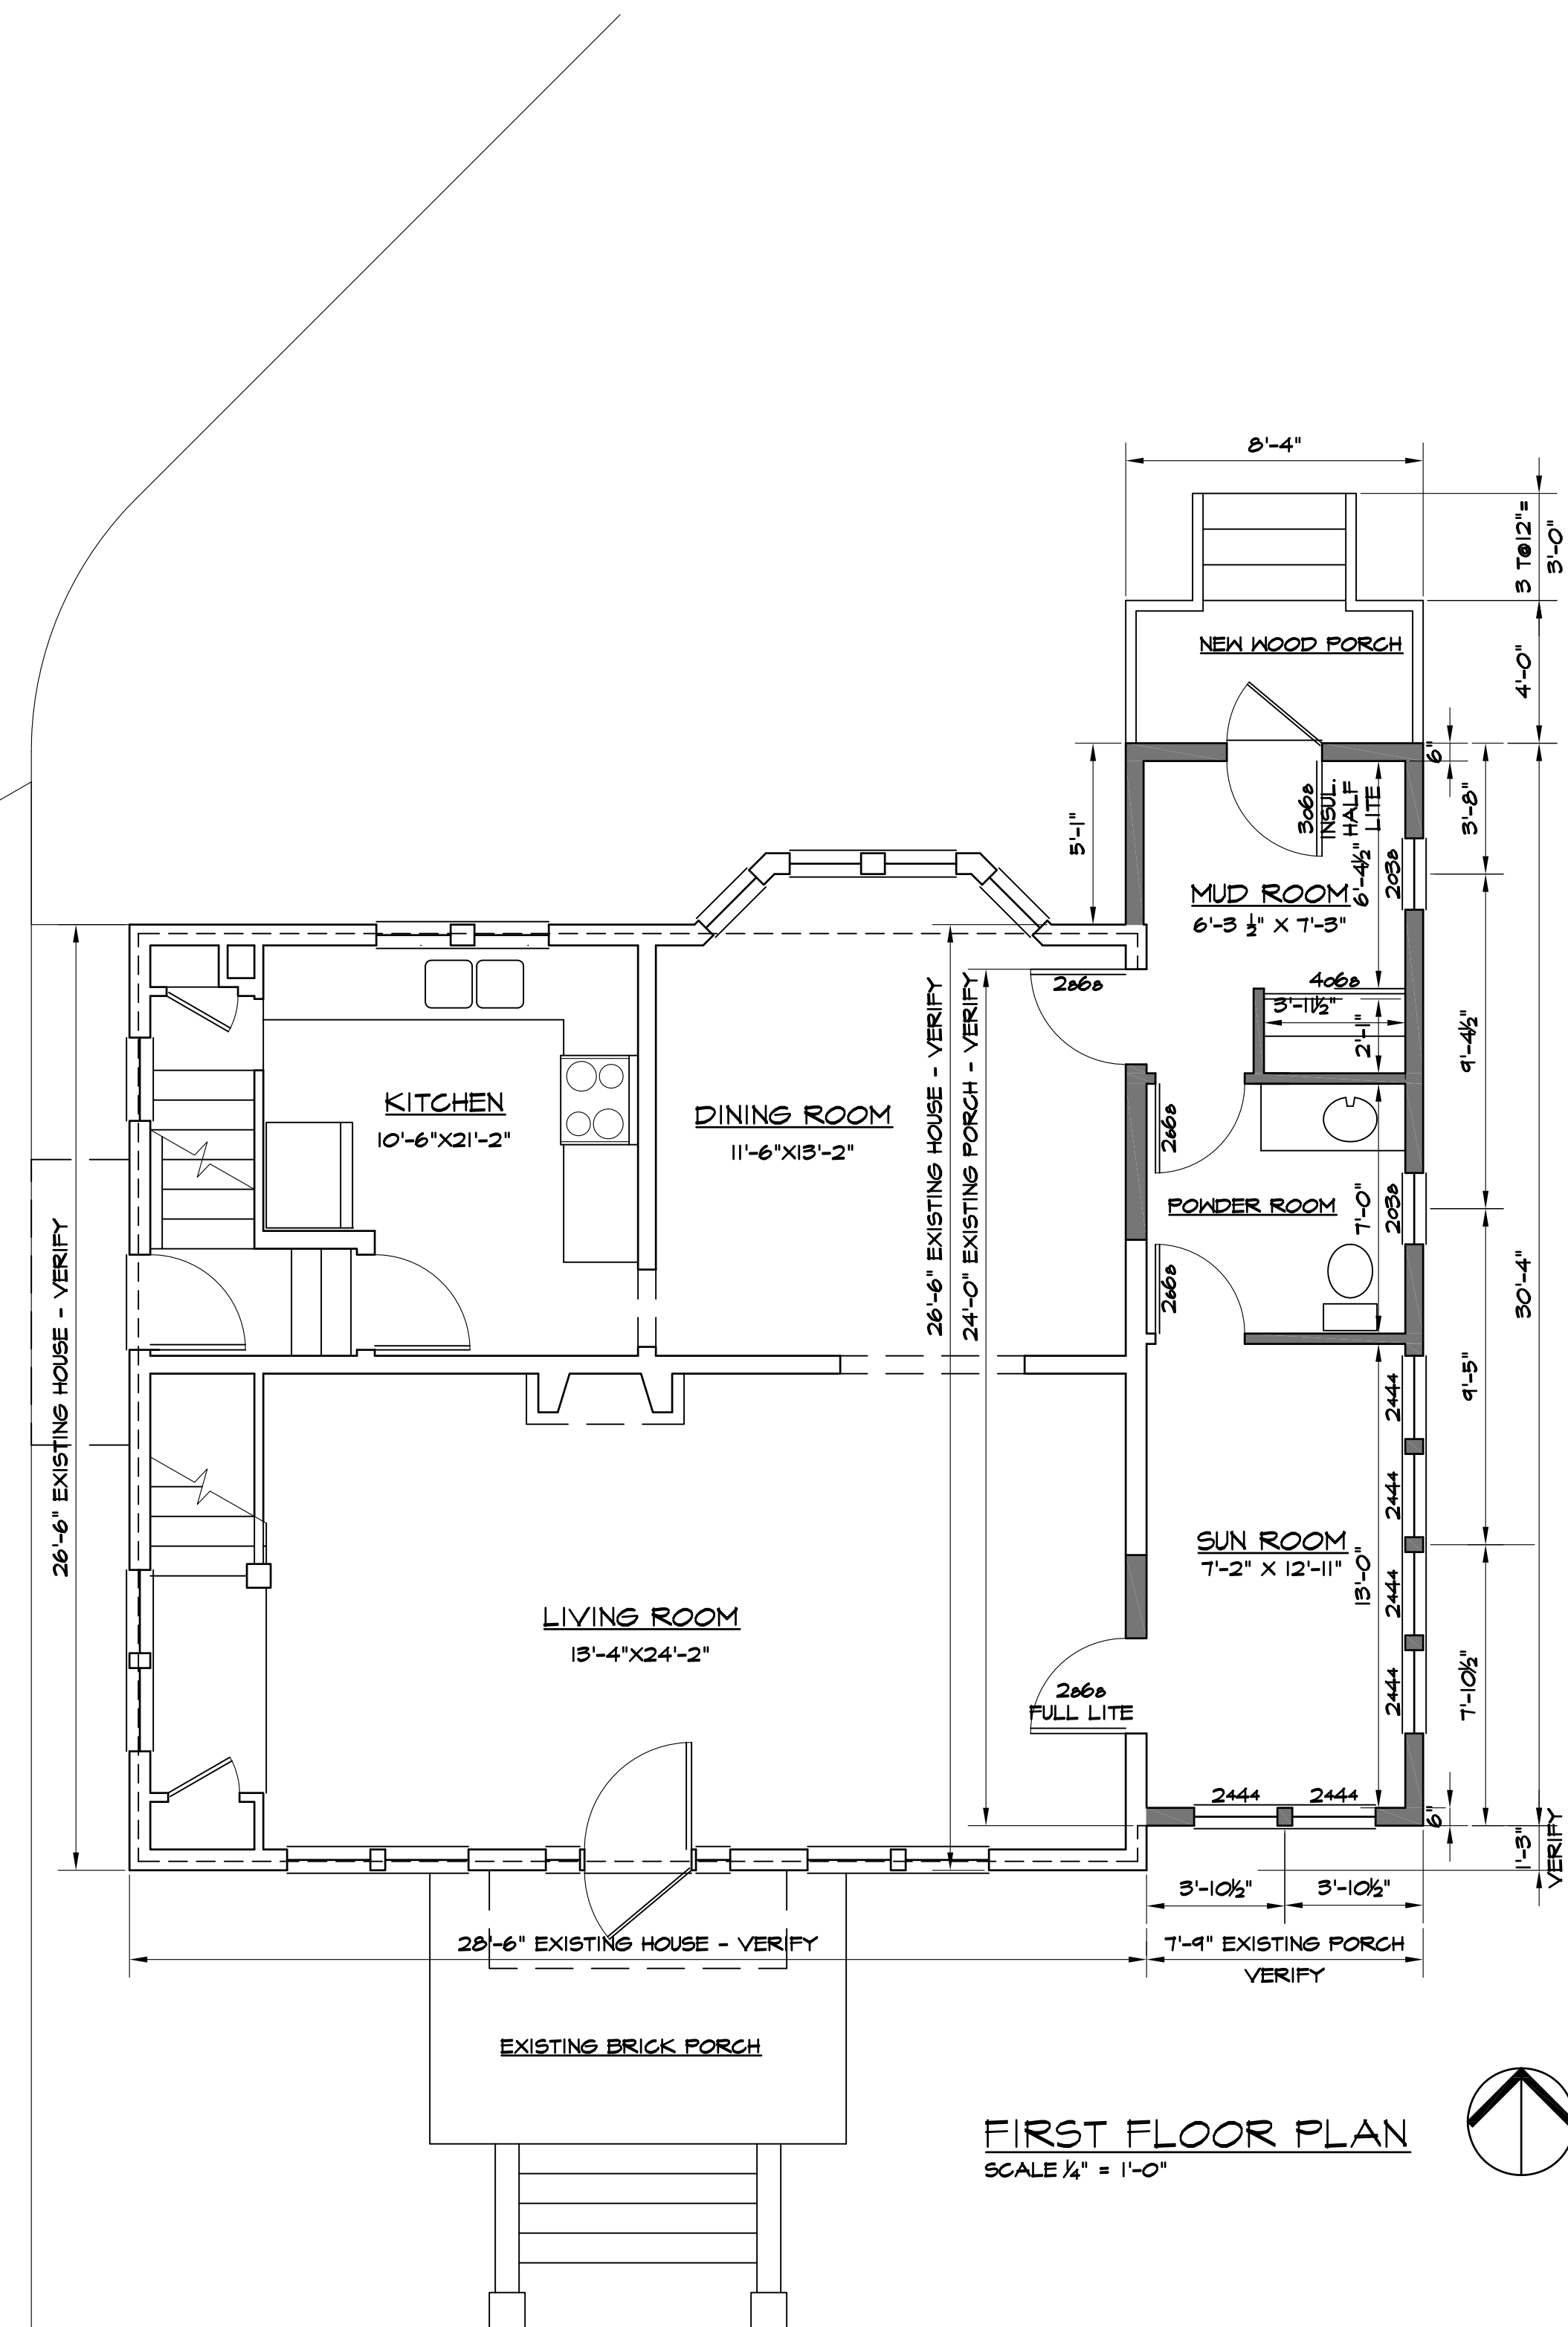 8'-4"
3 T@12"=
3'-0"
NEW WOOD PORCH
4'-0"
6"
5'-1"
3068
INSUL.
HALF
LITE
6'-4½"
2038
3'-8"
MUD ROOM
6'-3 ½" X 7'-3"
2868
4068
3'-11½"
2'-1"
9'-4½"
26'-6" EXISTING HOUSE - VERIFY
24'-0" EXISTING PORCH - VERIFY
KITCHEN
10'-6"X21'-2"
DINING ROOM
11'-6"X13'-2"
2668
POWDER ROOM
7'-0"
2038
2668
30'-4"
26'-6" EXISTING HOUSE - VERIFY
9'-5"
2444
2444
SUN ROOM
7'-2" X 12'-11"
13'-0"
2444
2444
LIVING ROOM
13'-4"X24'-2"
7'-10½"
2868
FULL LITE
2444
2444
6"
1'-3"
VERIFY
3'-10½"
3'-10½"
28'-6" EXISTING HOUSE - VERIFY
7'-9" EXISTING PORCH
VERIFY
EXISTING BRICK PORCH
FIRST FLOOR PLAN
SCALE ¼" = 1'-0"